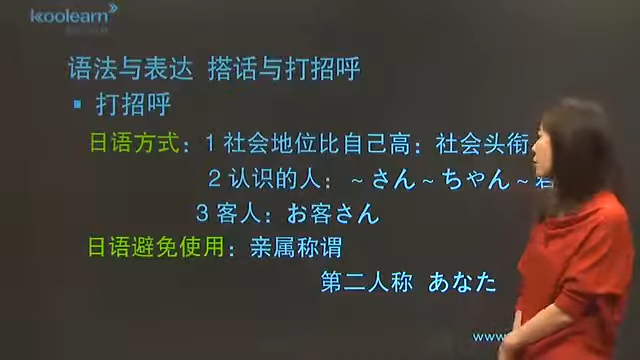 koolearn
语法与表达 搭话与打招呼
▪ 打招呼
日语方式：1 社会地位比自己高：社会头衔
2 认识的人：～さん～ちゃん～君
3 客人：お客さん
日语避免使用：亲属称谓
第二人称 あなた
www